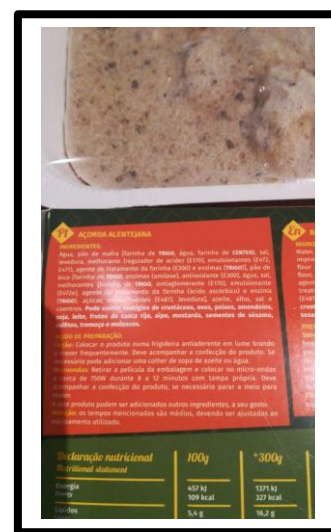 Pt AÇORDA ALENTEJANA
INGREDIENTES:
Água, pão de mafra [farinha de TRIGO, água, farinha de CENTEIO, sal,
levedura, melhorante (regulador de acidez (E170), emulsionantes (E472,
E471), agente de tratamento da farinha (E300) e enzimas (TRIGO)], pão de
bico [farinha de TRIGO, enzimas (amilase), antioxidante (E300), água, sal,
melhorantes (farinha de TRIGO, antiaglomerante (E170), emulsionante
(E472e), agente de tratamento da farinha (ácido ascórbico) e enzima
(TRIGO), açúcar, emulsionantes (E481), levedura], azeite, alho, sal e
coentros. Pode conter vestígios de crustáceos, ovos, peixes, amendoins,
soja, leite, frutos de casca rija, aipo, mostarda, sementes de sésamo,
sulfitos, tremoço e moluscos.
MODO DE PREPARAÇÃO:
Colocar o produto numa frigideira antiaderente em lume brando
e mexer frequentemente. Deve acompanhar a confecção do produto. Se
necessário pode adicionar uma colher de sopa de azeite ou água.
Microondas: Retirar a película da embalagem e colocar no micro-ondas
cerca de 750W durante 8 a 12 minutos com tampa própria. Deve
acompanhar a confecção do produto, se necessário parar a meio para
mexer.
A este produto podem ser adicionados outros ingredientes, a seu gosto.
os tempos mencionados são médios, devendo ser ajustados ao
equipamento utilizado.
En
Declaração nutricional 100g *300g
Nutritional statement
Energia 457 kJ 1371 kJ
Energy 109 kcal 327 kcal
Lípidos 5,4 g 16,2 g